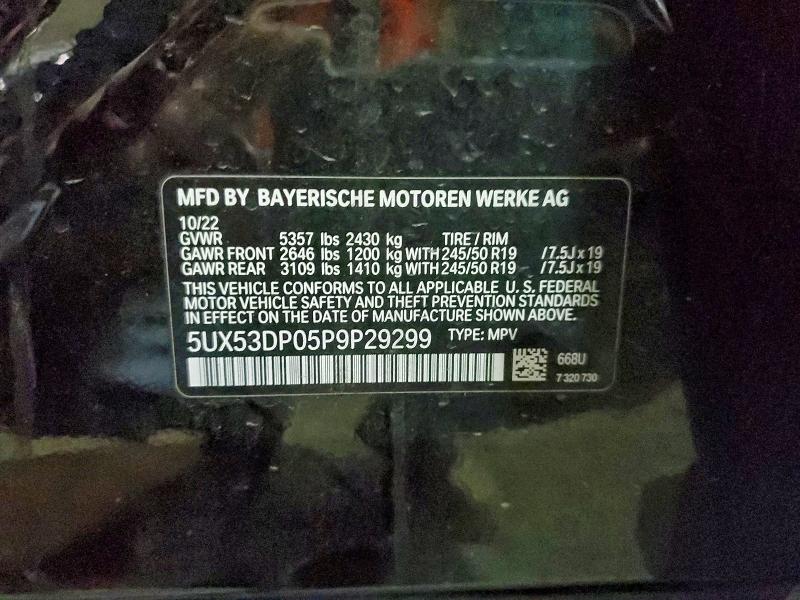 MFD BY BAYERISCHE MOTOREN WERKE AG
10/22
GVWR 5357 lbs 2430 kg TIRE / RIM
GAWR FRONT 2646 lbs 1200 kg WITH 245/50 R19 /7.5J x 19
GAWR REAR 3109 lbs 1410 kg WITH 245/50 R19 /7.5J x 19
THIS VEHICLE CONFORMS TO ALL APPLICABLE U. S. FEDERAL
MOTOR VEHICLE SAFETY AND THEFT PREVENTION STANDARDS
IN EFFECT ON THE DATE OF MANUFACTURE SHOWN ABOVE.
5UX53DP05P9P29299 TYPE: MPV
668U
7 320 730